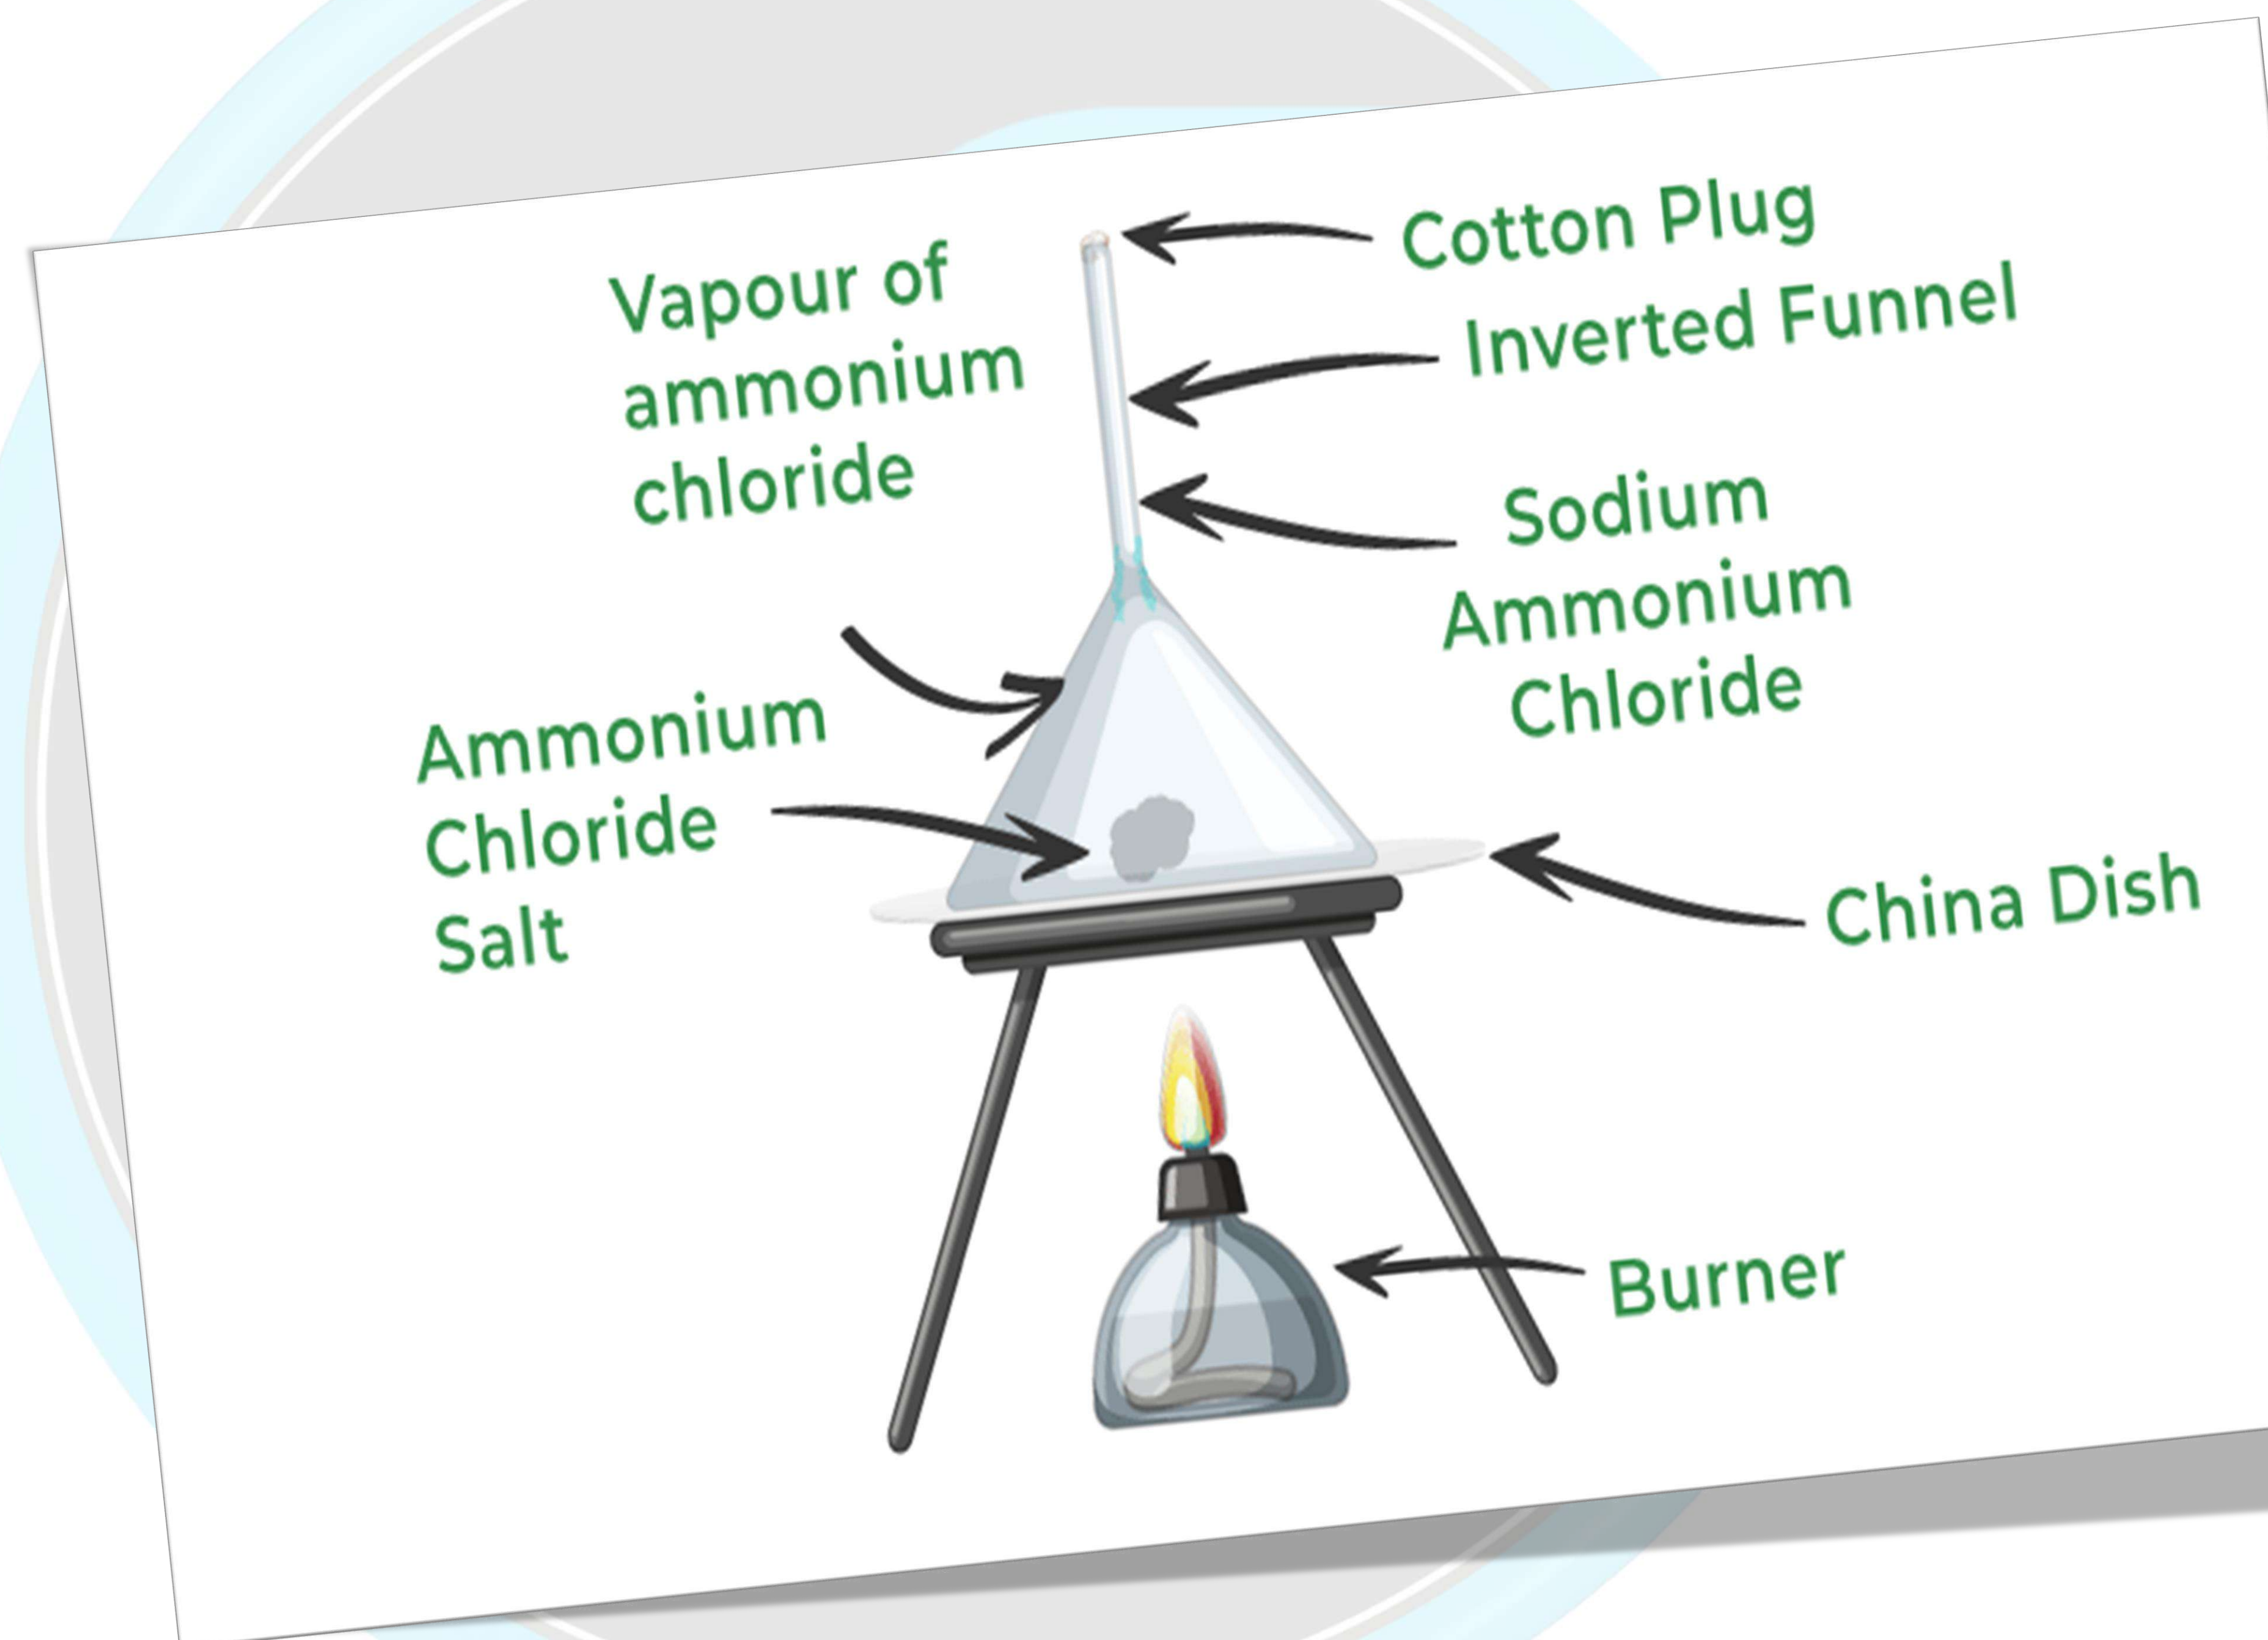 Cotton Plug
Inverted Funnel
Vapour of
ammonium
chloride
Sodium
Ammonium
Chloride
Ammonium
Chloride
Salt
China Dish
Burner